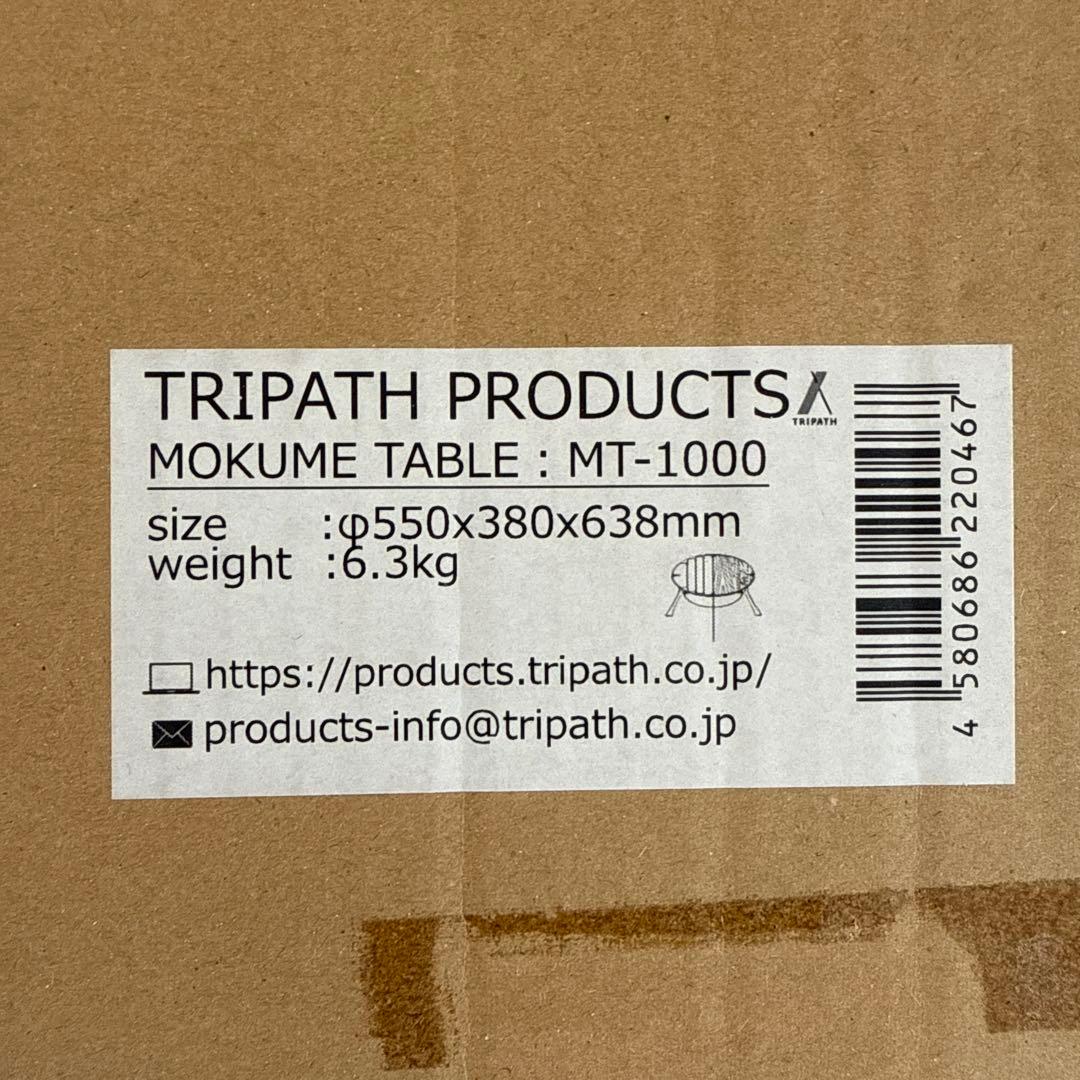 TRIPATH PRODUCTS
TRIPATH
MOKUME TABLE : MT-1000
size :φ550x380x638mm
weight :6.3kg
https://products.tripath.co.jp/
products-info@tripath.co.jp
4 580686 220467